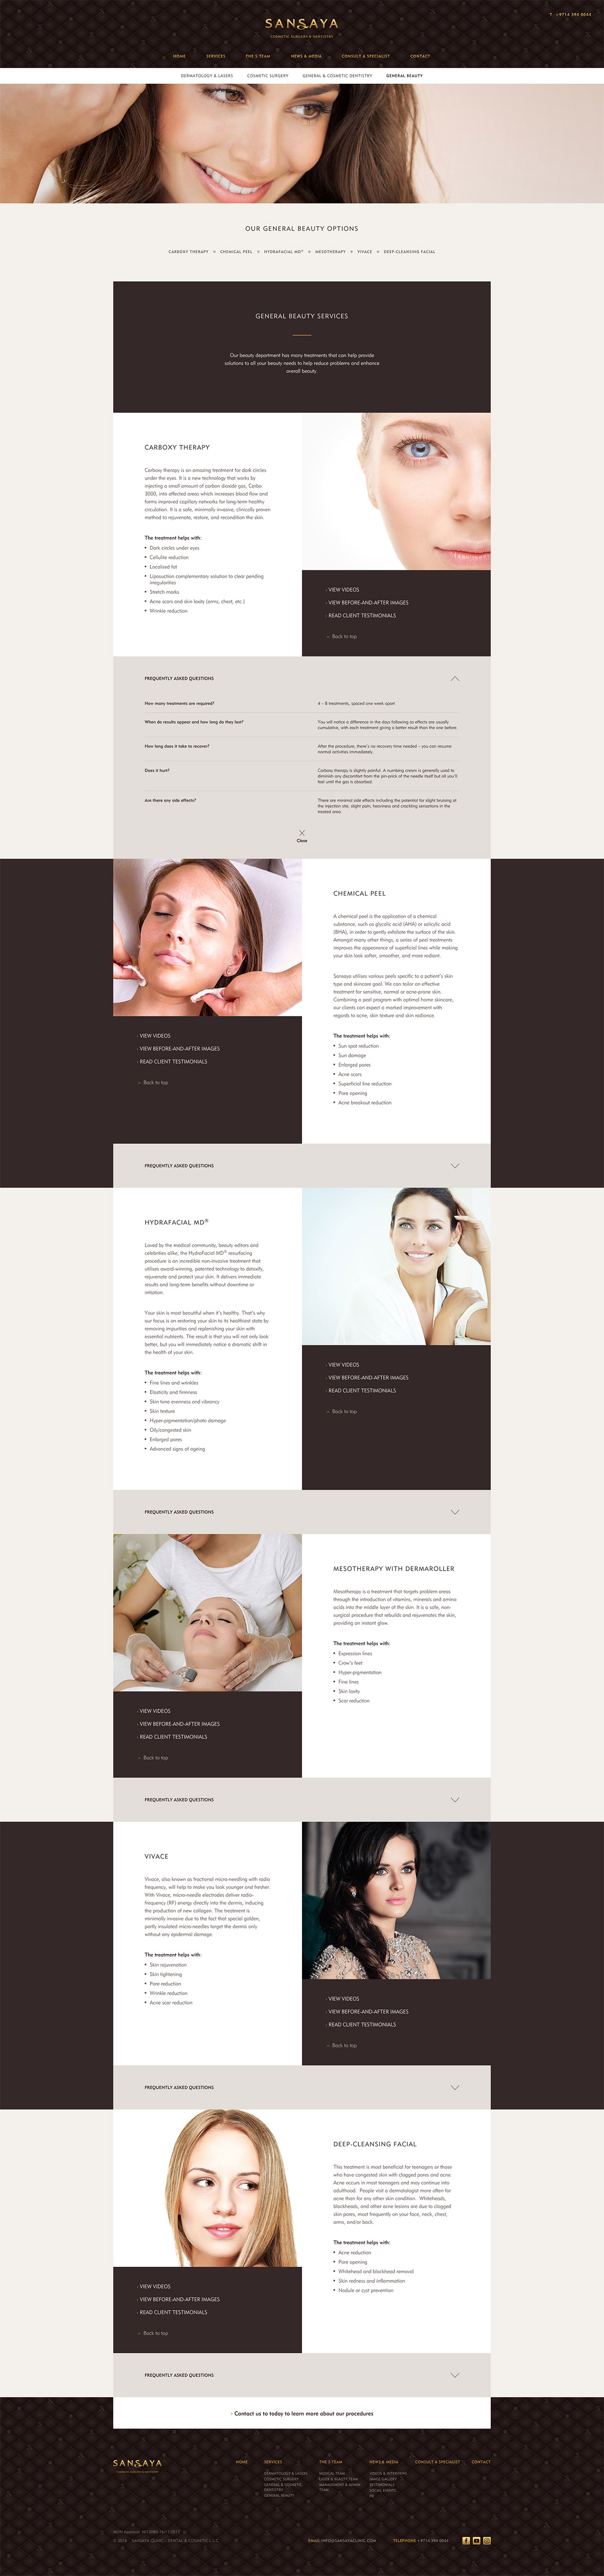 T. +9714 394 0044
SANSAYA
COSMETIC SURGERY & DENTISTRY
HOME SERVICES THE S TEAM NEWS & MEDIA CONSULT A SPECIALIST CONTACT
DERMATOLOGY & LASERS COSMETIC SURGERY GENERAL & COSMETIC DENTISTRY GENERAL BEAUTY
OUR GENERAL BEAUTY OPTIONS
CARBOXY THERAPY CHEMICAL PEEL HYDRAFACIAL MD® MESOTHERAPY VIVACE DEEP-CLEANSING FACIAL
GENERAL BEAUTY SERVICES
Our beauty department has many treatments that can help provide
solutions to all your beauty needs to help reduce problems and enhance
overall beauty.
CARBOXY THERAPY
Carboxy therapy is an amazing treatment for dark circles
under the eyes. It is a new technology that works by
injecting a small amount of carbon dioxide gas, Carbo
3000, into affected areas which increases blood flow and
forms improved capillary networks for long-term healthy
circulation. It is a safe, minimally invasive, clinically proven
method to rejuvenate, restore, and recondition the skin.
The treatment helps with:
• Dark circles under eyes
• Cellulite reduction
• Localised fat
• Liposuction complementary solution to clear pending
irregularities
• Stretch marks
• Acne scars and skin laxity (arms, chest, etc.)
• Wrinkle reduction
› VIEW VIDEOS
› VIEW BEFORE-AND-AFTER IMAGES
› READ CLIENT TESTIMONIALS
Back to top
FREQUENTLY ASKED QUESTIONS
How many treatments are required? 4 – 8 treatments, spaced one week apart
When do results appear and how long do they last? You will notice a difference in the days following as effects are usually
cumulative, with each treatment giving a better result than the one before.
How long does it take to recover? After the procedure, there's no recovery time needed – you can resume
normal activities immediately.
Does it hurt? Carboxy therapy is slightly painful. A numbing cream is generally used to
diminish any discomfort from the pin-prick of the needle itself but all you'll
feel until the gas is absorbed.
Are there any side effects? There are minimal side effects including the potential for slight bruising at
the injection site, slight pain, heaviness and crackling sensations in the
treated area.
Close
CHEMICAL PEEL
A chemical peel is the application of a chemical
substance, such as glycolic acid (AHA) or salicylic acid
(BHA), in order to gently exfoliate the surface of the skin.
Amongst many other things, a series of peel treatments
improves the appearance of superficial lines while making
your skin look softer, smoother, and more radiant.
Sansaya utilises various peels specific to a patient's skin
type and skincare goal. We can tailor an effective
treatment for sensitive, normal or acne-prone skin.
Combining a peel program with optimal home skincare,
our clients can expect a marked improvement with
regards to acne, skin texture and skin radiance.
The treatment helps with:
• Sun spot reduction
• Sun damage
• Enlarged pores
• Acne scars
• Superficial line reduction
• Pore opening
• Acne breakout reduction
› VIEW VIDEOS
› VIEW BEFORE-AND-AFTER IMAGES
› READ CLIENT TESTIMONIALS
Back to top
FREQUENTLY ASKED QUESTIONS
HYDRAFACIAL MD®
Loved by the medical community, beauty editors and
celebrities alike, the HydraFacial MD® resurfacing
procedure is an incredible non-invasive treatment that
utilises award-winning, patented technology to detoxify,
rejuvenate and protect your skin. It delivers immediate
results and long-term benefits without downtime or
irritation.
Your skin is most beautiful when it's healthy. That's why
our focus is on restoring your skin to its healthiest state by
removing impurities and replenishing your skin with
essential nutrients. The result is that you will not only look
better, but you will immediately notice a dramatic shift in
the health of your skin.
The treatment helps with:
• Fine lines and wrinkles
• Elasticity and firmness
• Skin tone evenness and vibrancy
• Skin texture
• Hyper-pigmentation/photo damage
• Oily/congested skin
• Enlarged pores
• Advanced signs of ageing
› VIEW VIDEOS
› VIEW BEFORE-AND-AFTER IMAGES
› READ CLIENT TESTIMONIALS
Back to top
FREQUENTLY ASKED QUESTIONS
MESOTHERAPY WITH DERMAROLLER
Mesotherapy is a treatment that targets problem areas
through the introduction of vitamins, minerals and amino
acids into the middle layer of the skin. It is a safe, non-
surgical procedure that rebuilds and rejuvenates the skin,
providing an instant glow.
The treatment helps with:
• Expression lines
• Crow's feet
• Hyper-pigmentation
• Fine lines
• Skin laxity
• Scar reduction
› VIEW VIDEOS
› VIEW BEFORE-AND-AFTER IMAGES
› READ CLIENT TESTIMONIALS
Back to top
FREQUENTLY ASKED QUESTIONS
VIVACE
Vivace, also known as fractional micro-needling with radio
frequency, will help to make you look younger and fresher.
With Vivace, micro-needle electrodes deliver radio-
frequency (RF) energy directly into the dermis, inducing
the production of new collagen. The treatment is
minimally invasive due to the fact that special golden,
partly insulated micro-needles target the dermis only
without any epidermal damage.
The treatment helps with:
• Skin rejuvenation
• Skin tightening
• Pore reduction
• Wrinkle reduction
• Acne scar reduction
› VIEW VIDEOS
› VIEW BEFORE-AND-AFTER IMAGES
› READ CLIENT TESTIMONIALS
Back to top
FREQUENTLY ASKED QUESTIONS
DEEP-CLEANSING FACIAL
This treatment is most beneficial for teenagers or those
who have congested skin with clogged pores and acne.
Acne occurs in most teenagers and may continue into
adulthood. People visit a dermatologist more often for
acne than for any other skin condition. Whiteheads,
blackheads, and other acne lesions are due to clogged
skin pores, most frequently on your face, neck, chest,
arms, and/or back.
The treatment helps with:
• Acne reduction
• Pore opening
• Whitehead and blackhead removal
• Skin redness and inflammation
• Nodule or cyst prevention
› VIEW VIDEOS
› VIEW BEFORE-AND-AFTER IMAGES
› READ CLIENT TESTIMONIALS
Back to top
FREQUENTLY ASKED QUESTIONS
› Contact us to today to learn more about our procedures
SANSAYA
COSMETIC SURGERY & DENTISTRY
HOME SERVICES THE S TEAM NEWS & MEDIA CONSULT A SPECIALIST CONTACT
DERMATOLOGY & LASERS
COSMETIC SURGERY
GENERAL & COSMETIC
DENTISTRY
GENERAL BEAUTY
MEDICAL TEAM
LASER & BEAUTY TEAM
MANAGEMENT & ADMIN
TEAM
VIDEOS & INTERVIEWS
IMAGE GALLERY
TESTIMONIALS
SOCIAL EVENTS
PR
© 2016 SANSAYA CLINIC - DENTAL & COSMETIC L.L.C
EMAIL INFO@SANSAYACLINIC.COM TELEPHONE +9714 394 0044